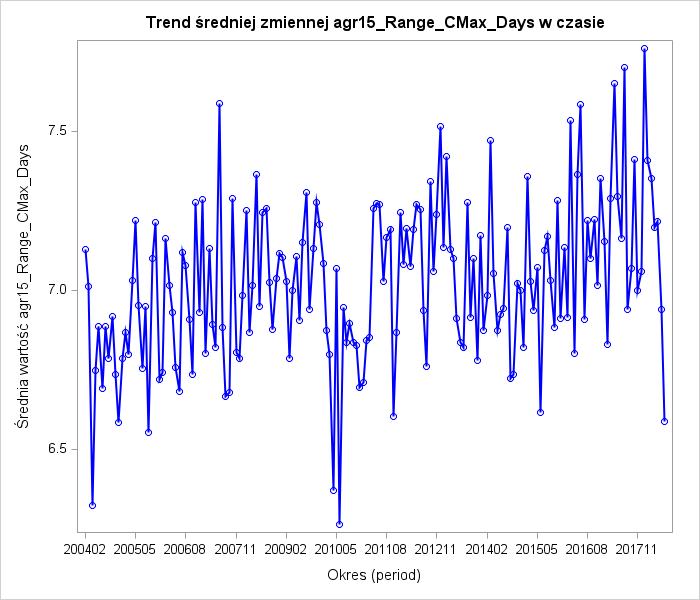 Trend średniej zmiennej agr15_Range_CMax_Days w czasie
Średnia wartość agr15_Range_CMax_Days
7.5
7.0
6.5
200402 200505 200608 200711 200902 201005 201108 201211 201402 201505 201608 201711
Okres (period)